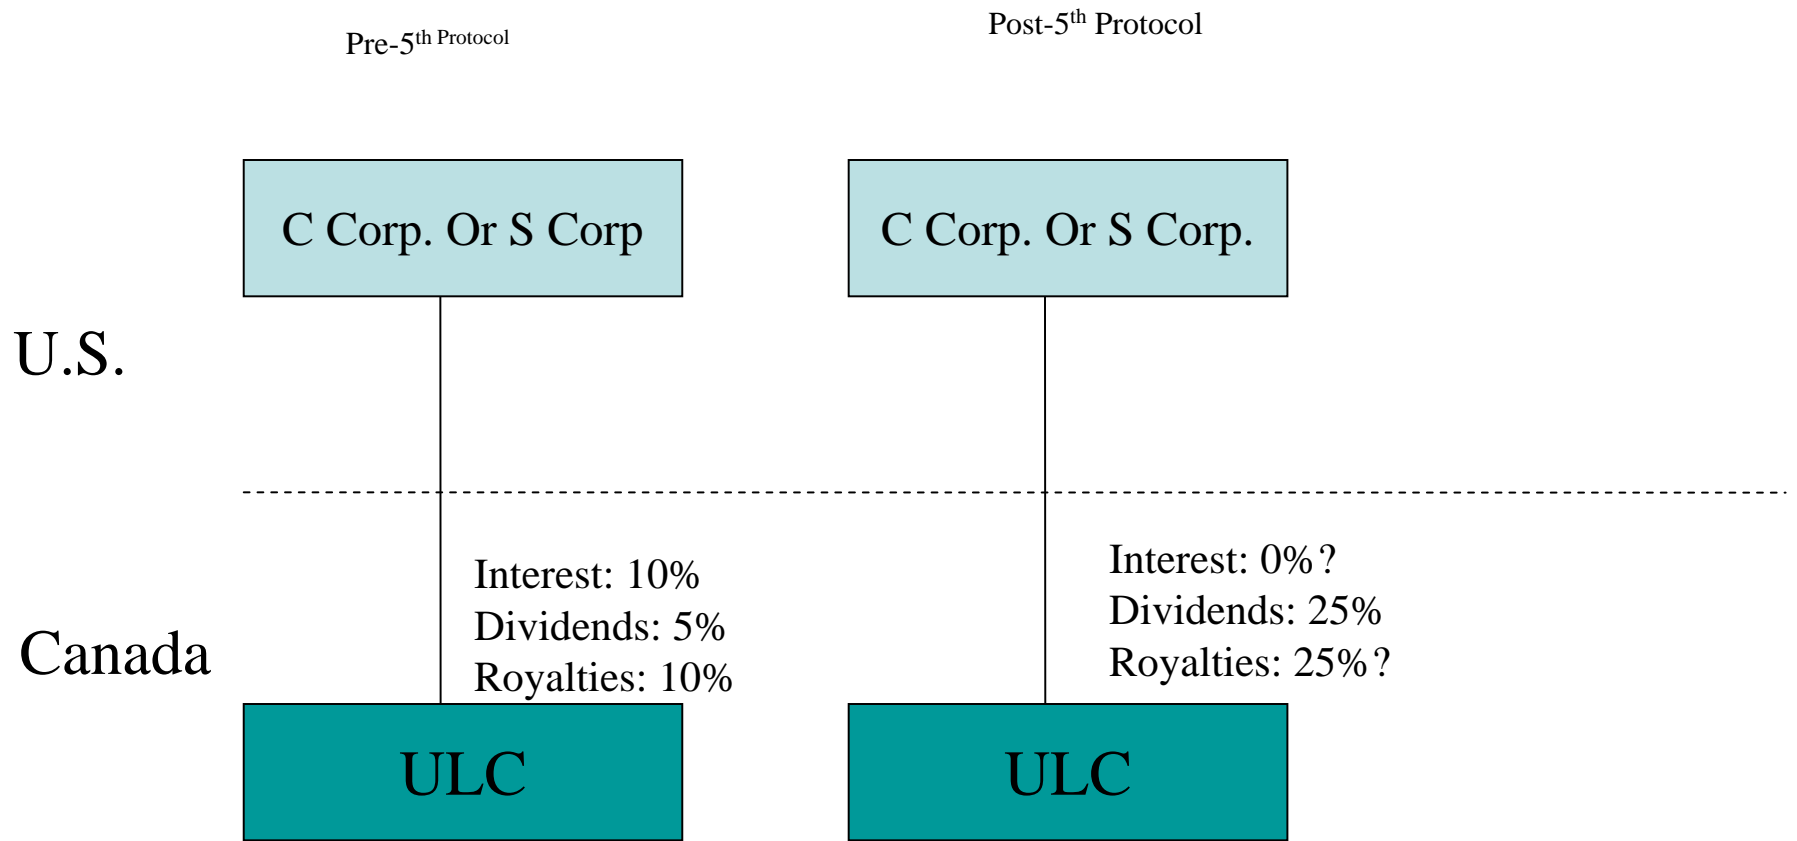 Pre-5th Protocol
Post-5th Protocol
C Corp. Or S Corp
C Corp. Or S Corp.
U.S.
Interest: 10%
Dividends: 5%
Royalties: 10%
Interest: 0%?
Dividends: 25%
Royalties: 25%?
Canada
ULC
ULC